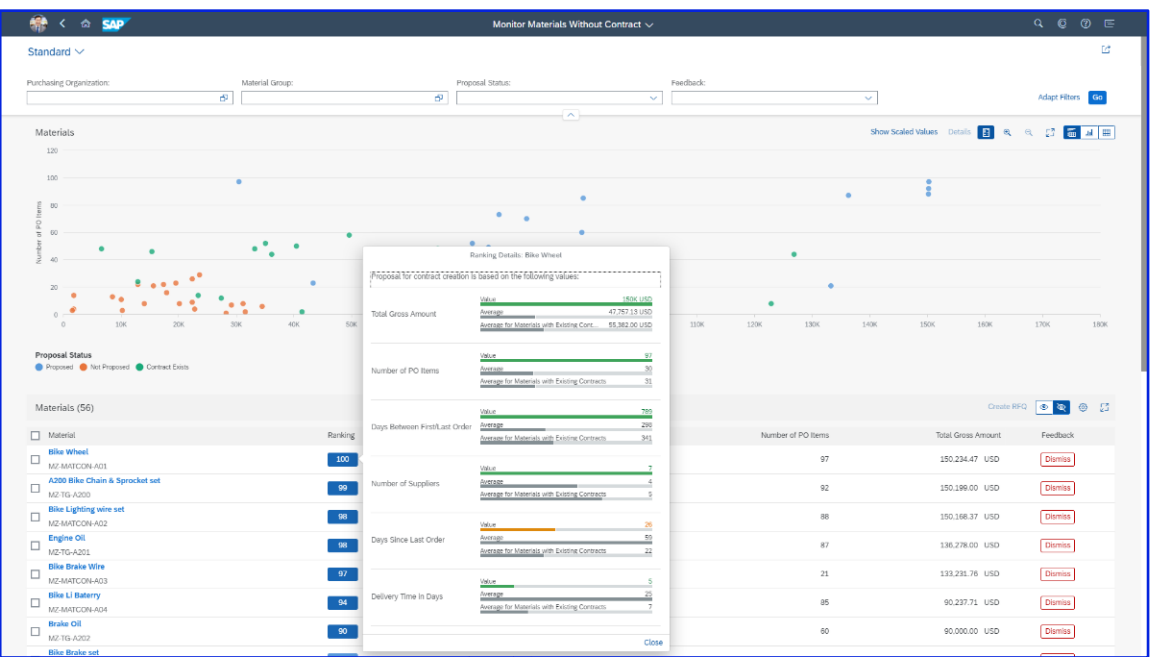 SAP
Monitor Materials Without Contract
Standard
Purchasing Organization:
Material Group:
Proposal Status:
Feedback:
Adapt Filters
Go
Materials
Show Scaled Values
Details
Number of PO Items
120
100
80
60
40
20
0
0
10K
20K
30K
40K
50K
110K
120K
130K
140K
150K
160K
170K
180K
Proposal Status
Proposed
Not Proposed
Contract Exists
Ranking Details: Bike Wheel
Proposal for contract creation is based on the following values:
Total Gross Amount
Value 150K USD
Average 47,757.13 USD
Average for Materials with Existing Cont... 55,382.00 USD
Number of PO Items
Value 97
Average 30
Average for Materials with Existing Contracts 31
Days Between First/Last Order
Value 789
Average 298
Average for Materials with Existing Contracts 341
Number of Suppliers
Value 7
Average 4
Average for Materials with Existing Contracts 5
Days Since Last Order
Value 26
Average 59
Average for Materials with Existing Contracts 22
Delivery Time in Days
Value 5
Average 25
Average for Materials with Existing Contracts 7
Close
Materials (56)
Create RFQ
Material
Ranking
Number of PO Items
Total Gross Amount
Feedback
Bike Wheel
MZ-MATCON-A01
100
97
150,234.47 USD
Dismiss
A200 Bike Chain & Sprocket set
MZ-TG-A200
99
92
150,199.00 USD
Dismiss
Bike Lighting wire set
MZ-MATCON-A02
98
88
150,168.37 USD
Dismiss
Engine Oil
MZ-TG-A201
98
87
136,278.00 USD
Dismiss
Bike Brake Wire
MZ-MATCON-A03
97
21
133,231.76 USD
Dismiss
Bike Li Baterry
MZ-MATCON-A04
94
85
90,237.71 USD
Dismiss
Brake Oil
MZ-TG-A202
90
60
90,000.00 USD
Dismiss
Bike Brake set